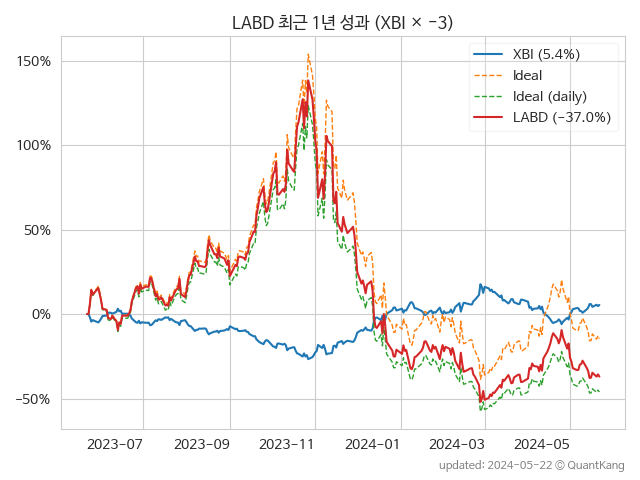 LABD 최근 1년 성과 (XBI × −3)
XBI (5.4%)
Ideal
Ideal (daily)
LABD (−37.0%)
150%
100%
50%
0%
−50%
2023-07
2023-09
2023-11
2024-01
2024-03
2024-05
updated: 2024-05-22 © QuantKang